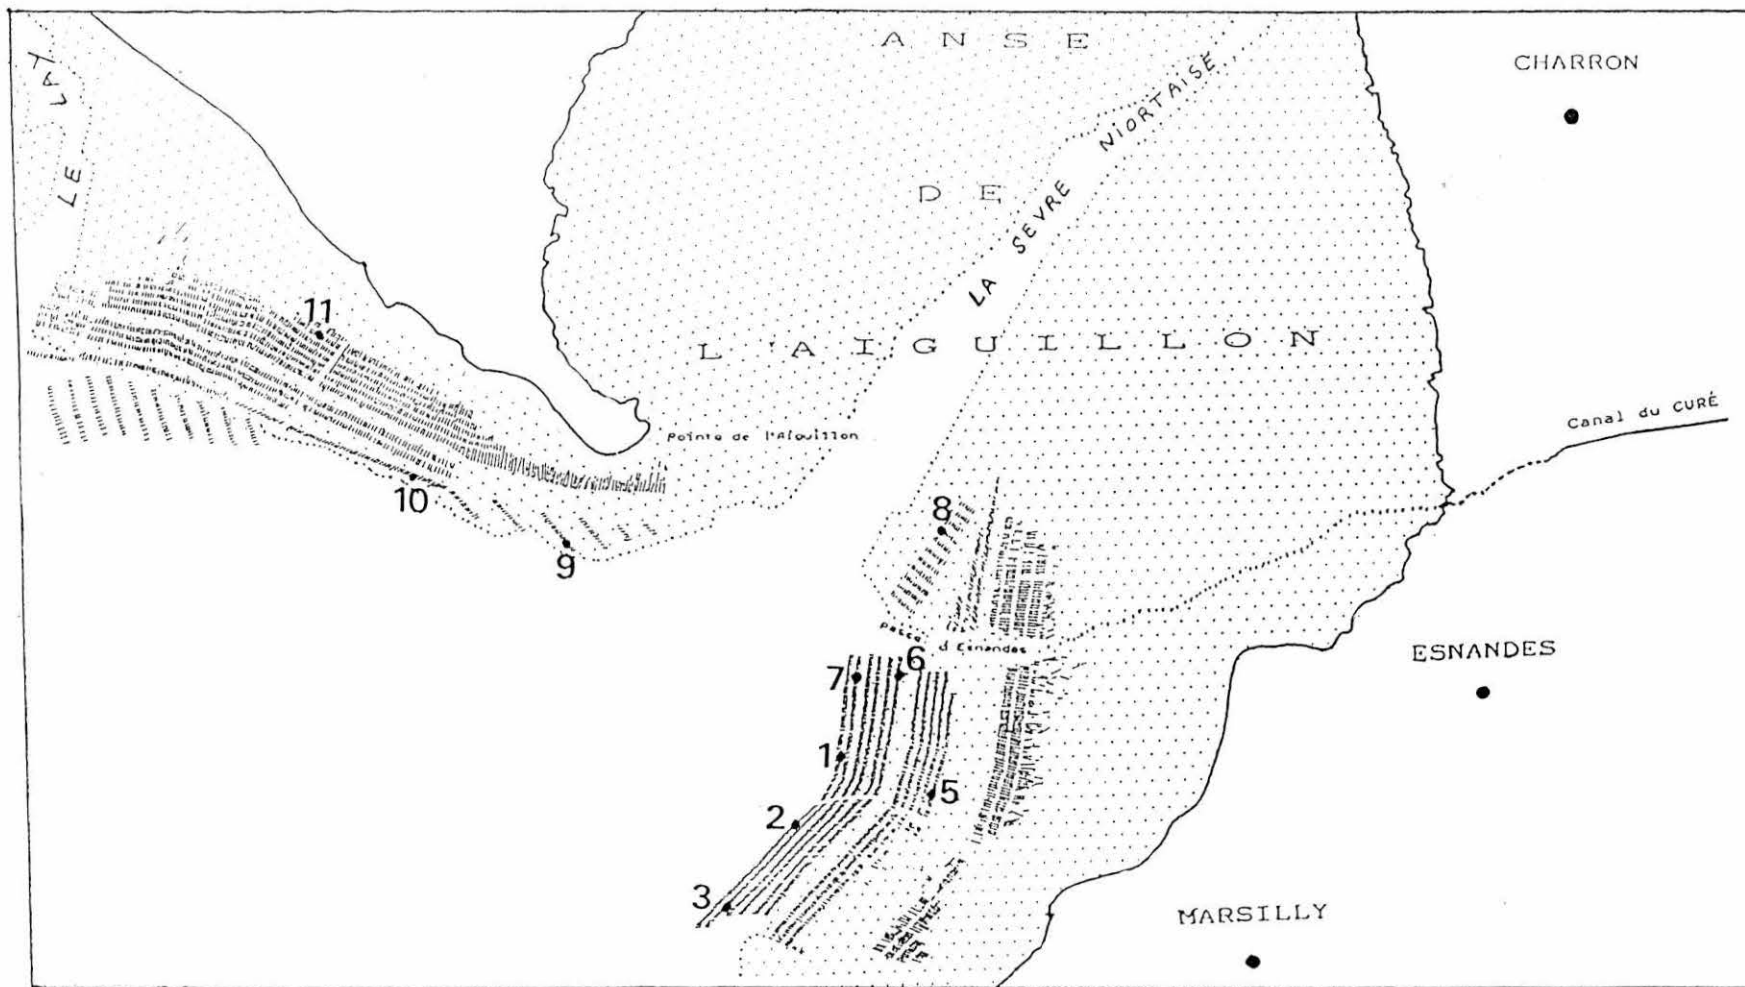 ANSE
DE
L'AIGUILLON
LE LAY
LA SEVRE NIORTAISE
CHARRON
Canal du CURÉ
Pointe de l'Aiguillon
Passe d'Esnandes
ESNANDES
MARSILLY
11
10
9
8
7
6
1
5
2
3